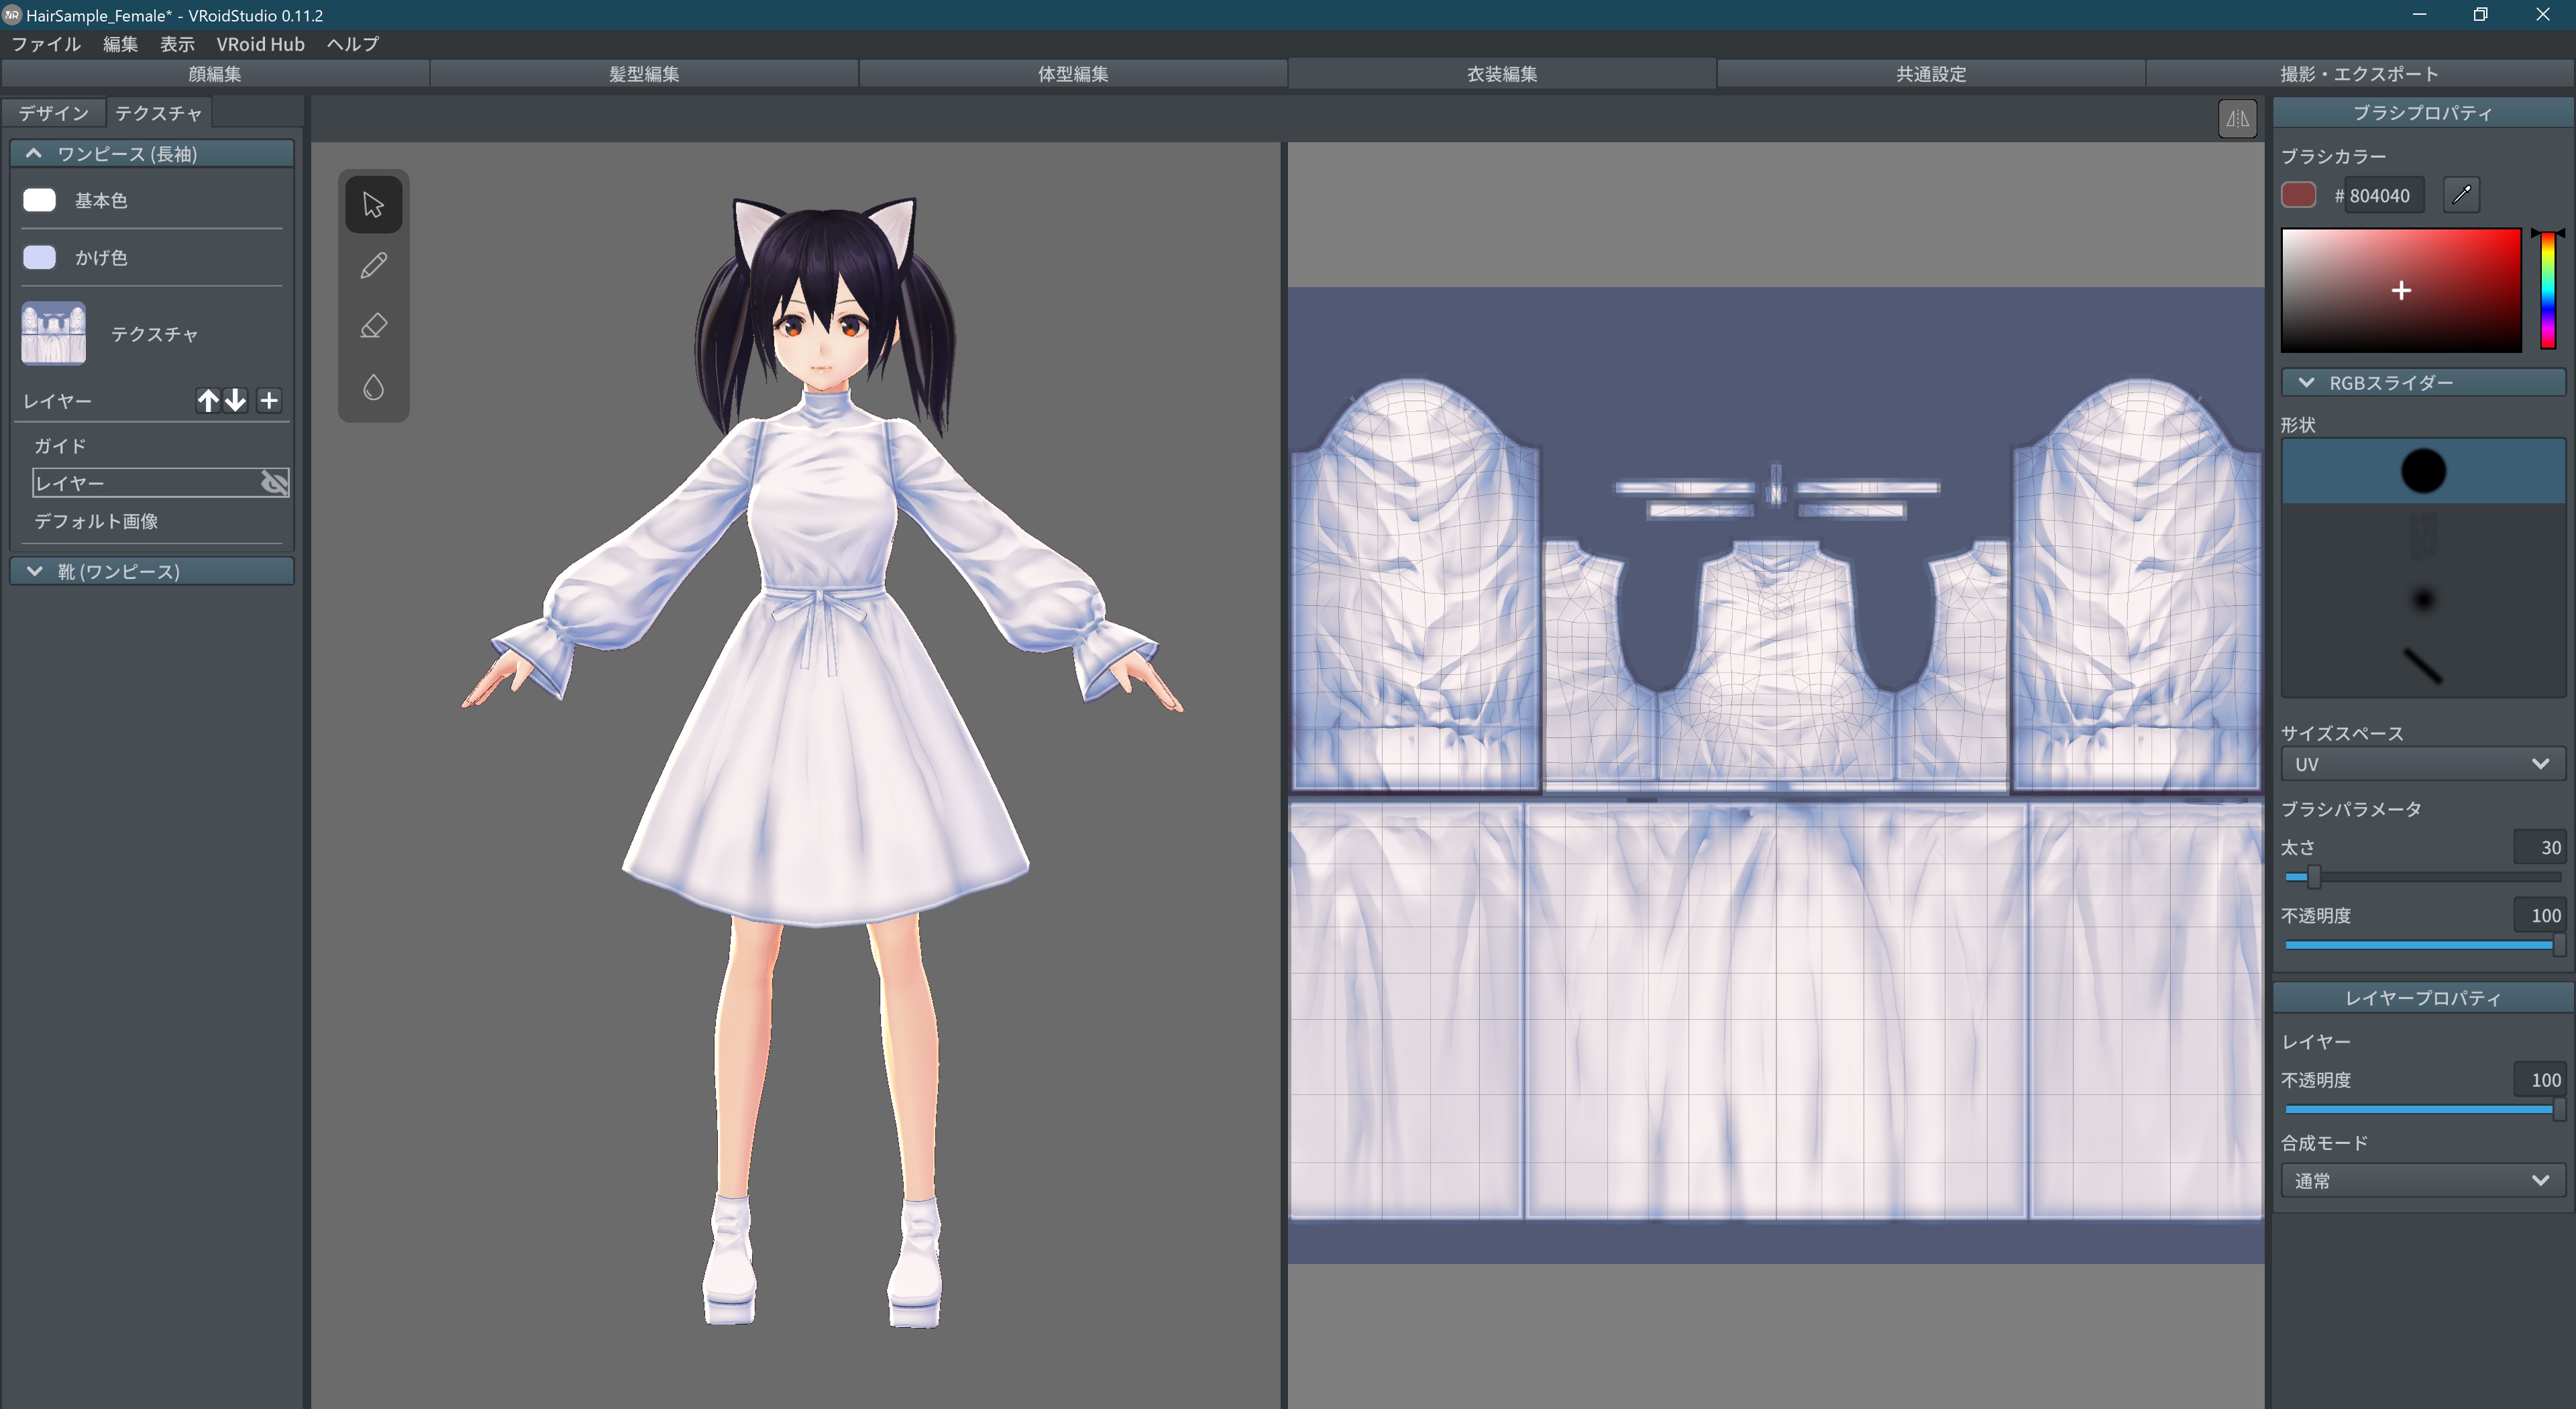 HairSample_Female* - VRoidStudio 0.11.2
ファイル 編集 表示 VRoid Hub ヘルプ
顔編集 髪型編集 体型編集 衣装編集 共通設定 撮影・エクスポート
デザイン テクスチャ
ワンピース (長袖)
基本色
かげ色
テクスチャ
レイヤー
ガイド
レイヤー
デフォルト画像
靴 (ワンピース)
ブラシプロパティ
ブラシカラー
# 804040
RGBスライダー
形状
サイズスペース
UV
ブラシパラメータ
太さ 30
不透明度 100
レイヤープロパティ
レイヤー
不透明度 100
合成モード
通常